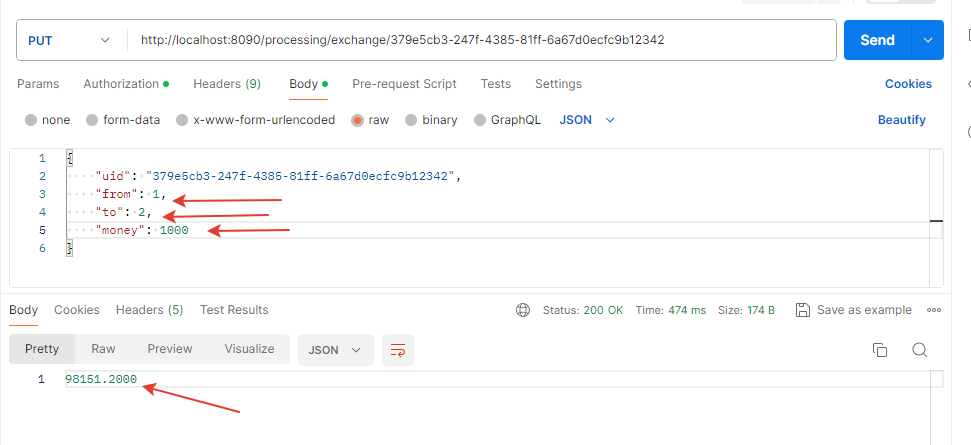 PUT http://localhost:8090/processing/exchange/379e5cb3-247f-4385-81ff-6a67d0ecfc9b12342 Send
Params Authorization Headers (9) Body Pre-request Script Tests Settings Cookies
none form-data x-www-form-urlencoded raw binary GraphQL JSON Beautify
1 {
2 "uid": "379e5cb3-247f-4385-81ff-6a67d0ecfc9b12342",
3 "from": 1,
4 "to": 2,
5 "money": 1000
6 }
Body Cookies Headers (5) Test Results Status: 200 OK Time: 474 ms Size: 174 B Save as example
Pretty Raw Preview Visualize JSON
1 98151.2000